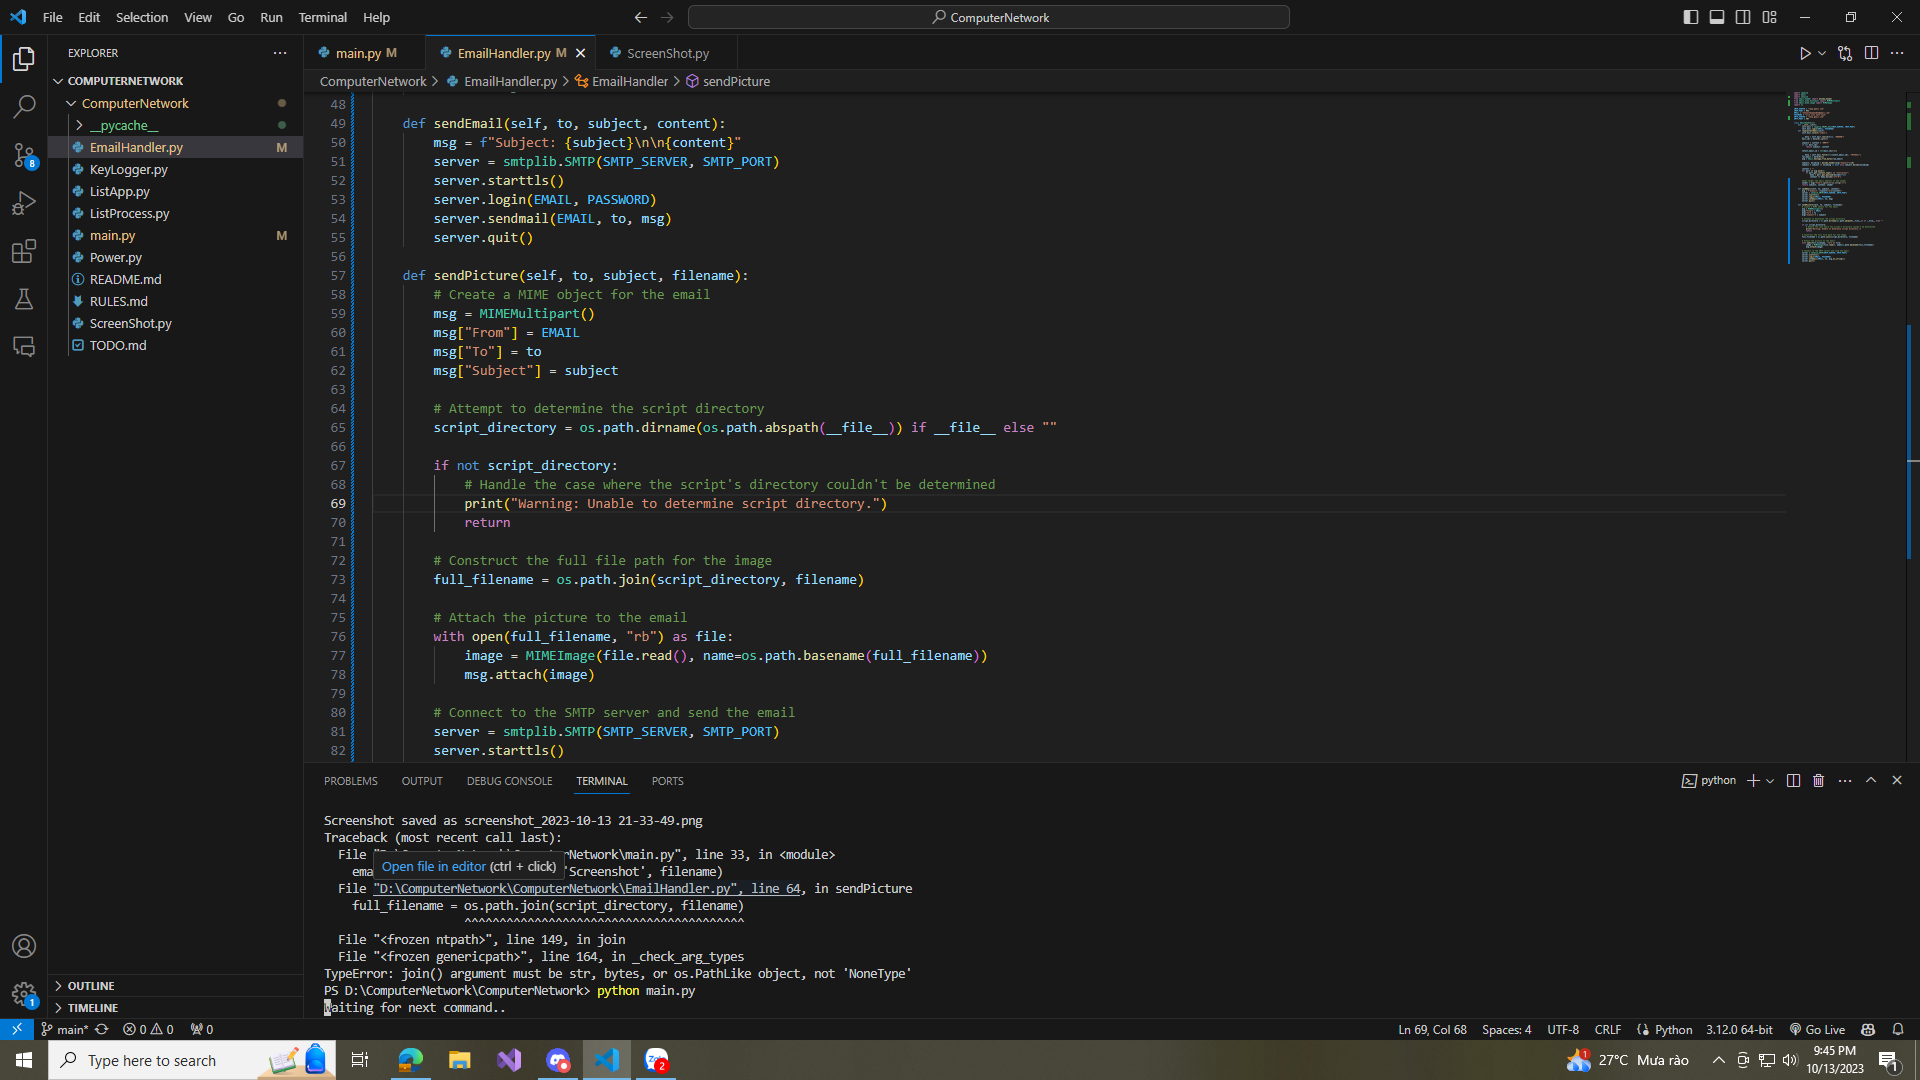 File Edit Selection View Go Run Terminal Help
ComputerNetwork
EXPLORER
COMPUTERNETWORK
ComputerNetwork
__pycache__
EmailHandler.py M
KeyLogger.py
ListApp.py
ListProcess.py
main.py M
Power.py
README.md
RULES.md
ScreenShot.py
TODO.md
OUTLINE
TIMELINE
8
1
main.py M EmailHandler.py M ScreenShot.py
ComputerNetwork > EmailHandler.py > EmailHandler > sendPicture
48
49 def sendEmail(self, to, subject, content):
50 msg = f"Subject: {subject}\n\n{content}"
51 server = smtplib.SMTP(SMTP_SERVER, SMTP_PORT)
52 server.starttls()
53 server.login(EMAIL, PASSWORD)
54 server.sendmail(EMAIL, to, msg)
55 server.quit()
56
57 def sendPicture(self, to, subject, filename):
58 # Create a MIME object for the email
59 msg = MIMEMultipart()
60 msg["From"] = EMAIL
61 msg["To"] = to
62 msg["Subject"] = subject
63
64 # Attempt to determine the script directory
65 script_directory = os.path.dirname(os.path.abspath(__file__)) if __file__ else ""
66
67 if not script_directory:
68 # Handle the case where the script's directory couldn't be determined
69 print("Warning: Unable to determine script directory.")
70 return
71
72 # Construct the full file path for the image
73 full_filename = os.path.join(script_directory, filename)
74
75 # Attach the picture to the email
76 with open(full_filename, "rb") as file:
77 image = MIMEImage(file.read(), name=os.path.basename(full_filename))
78 msg.attach(image)
79
80 # Connect to the SMTP server and send the email
81 server = smtplib.SMTP(SMTP_SERVER, SMTP_PORT)
82 server.starttls()
PROBLEMS OUTPUT DEBUG CONSOLE TERMINAL PORTS
python
Screenshot saved as screenshot_2023-10-13 21-33-49.png
Traceback (most recent call last):
File Network\main.py", line 33, in <module>
Open file in editor (ctrl + click)
ema 'Screenshot', filename)
File "D:\ComputerNetwork\ComputerNetwork\EmailHandler.py", line 64, in sendPicture
full_filename = os.path.join(script_directory, filename)
^^^^^^^^^^^^^^^^^^^^^^^^^^^^^^^^^^^^^^^^
File "<frozen ntpath>", line 149, in join
File "<frozen genericpath>", line 164, in _check_arg_types
TypeError: join() argument must be str, bytes, or os.PathLike object, not 'NoneType'
PS D:\ComputerNetwork\ComputerNetwork> python main.py
Waiting for next command..
main* 0 0 0
Ln 69, Col 68 Spaces: 4 UTF-8 CRLF Python 3.12.0 64-bit Go Live
Type here to search
2
1
27°C Mưa rào
9:45 PM
10/13/2023
1